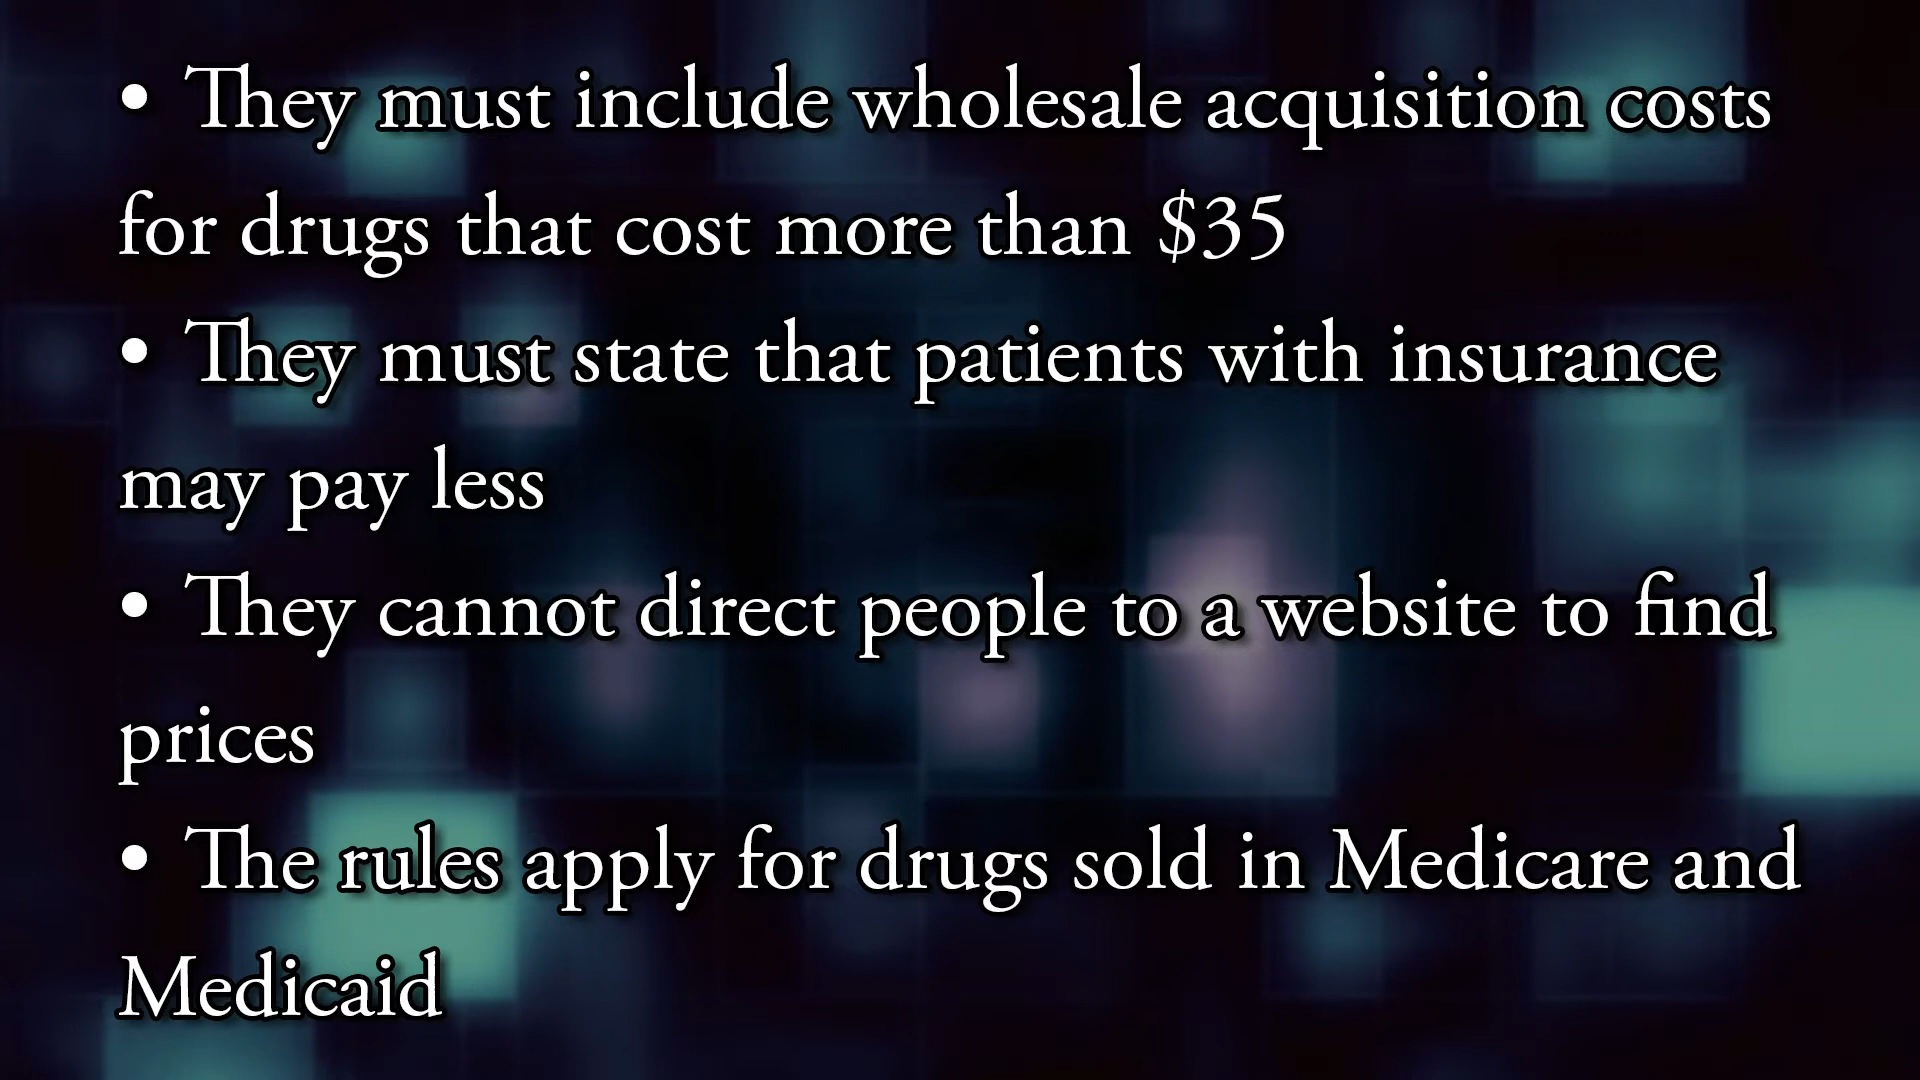 • They must include wholesale acquisition costs
for drugs that cost more than $35
• They must state that patients with insurance
may pay less
• They cannot direct people to a website to find
prices
• The rules apply for drugs sold in Medicare and
Medicaid